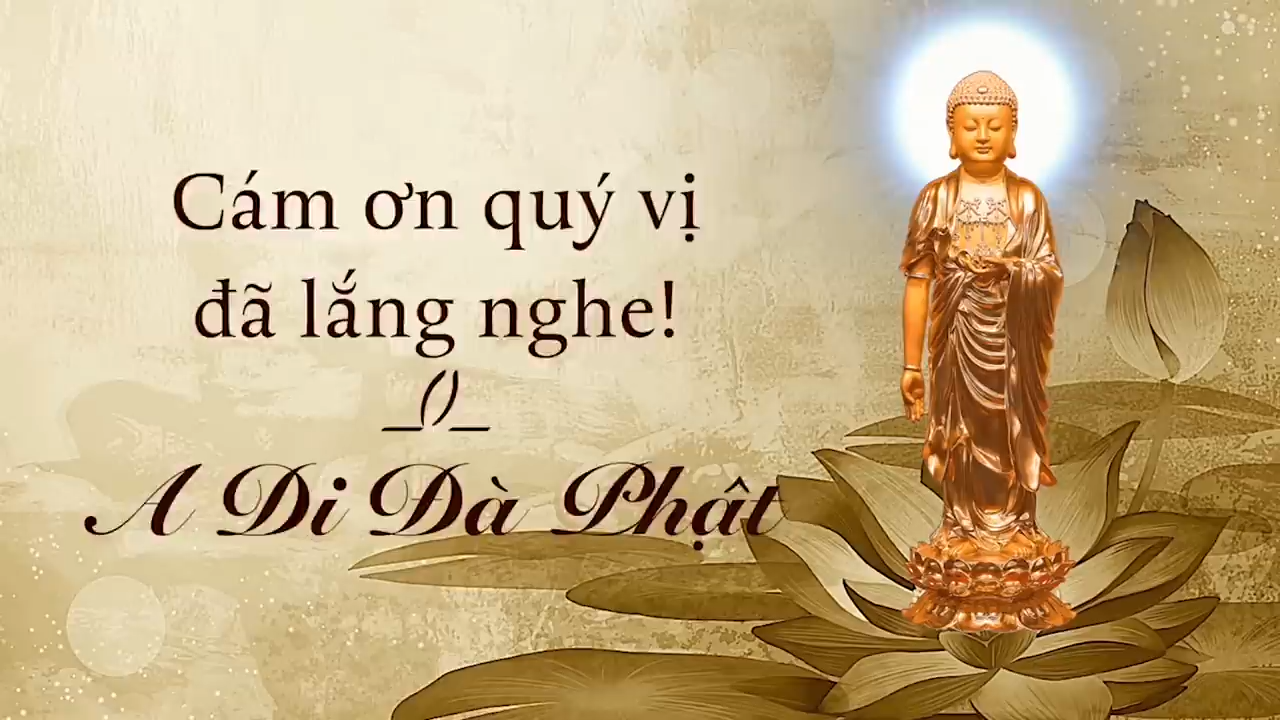 Cám ơn quý vị
đã lắng nghe!
_()_
A Di Đà Phật